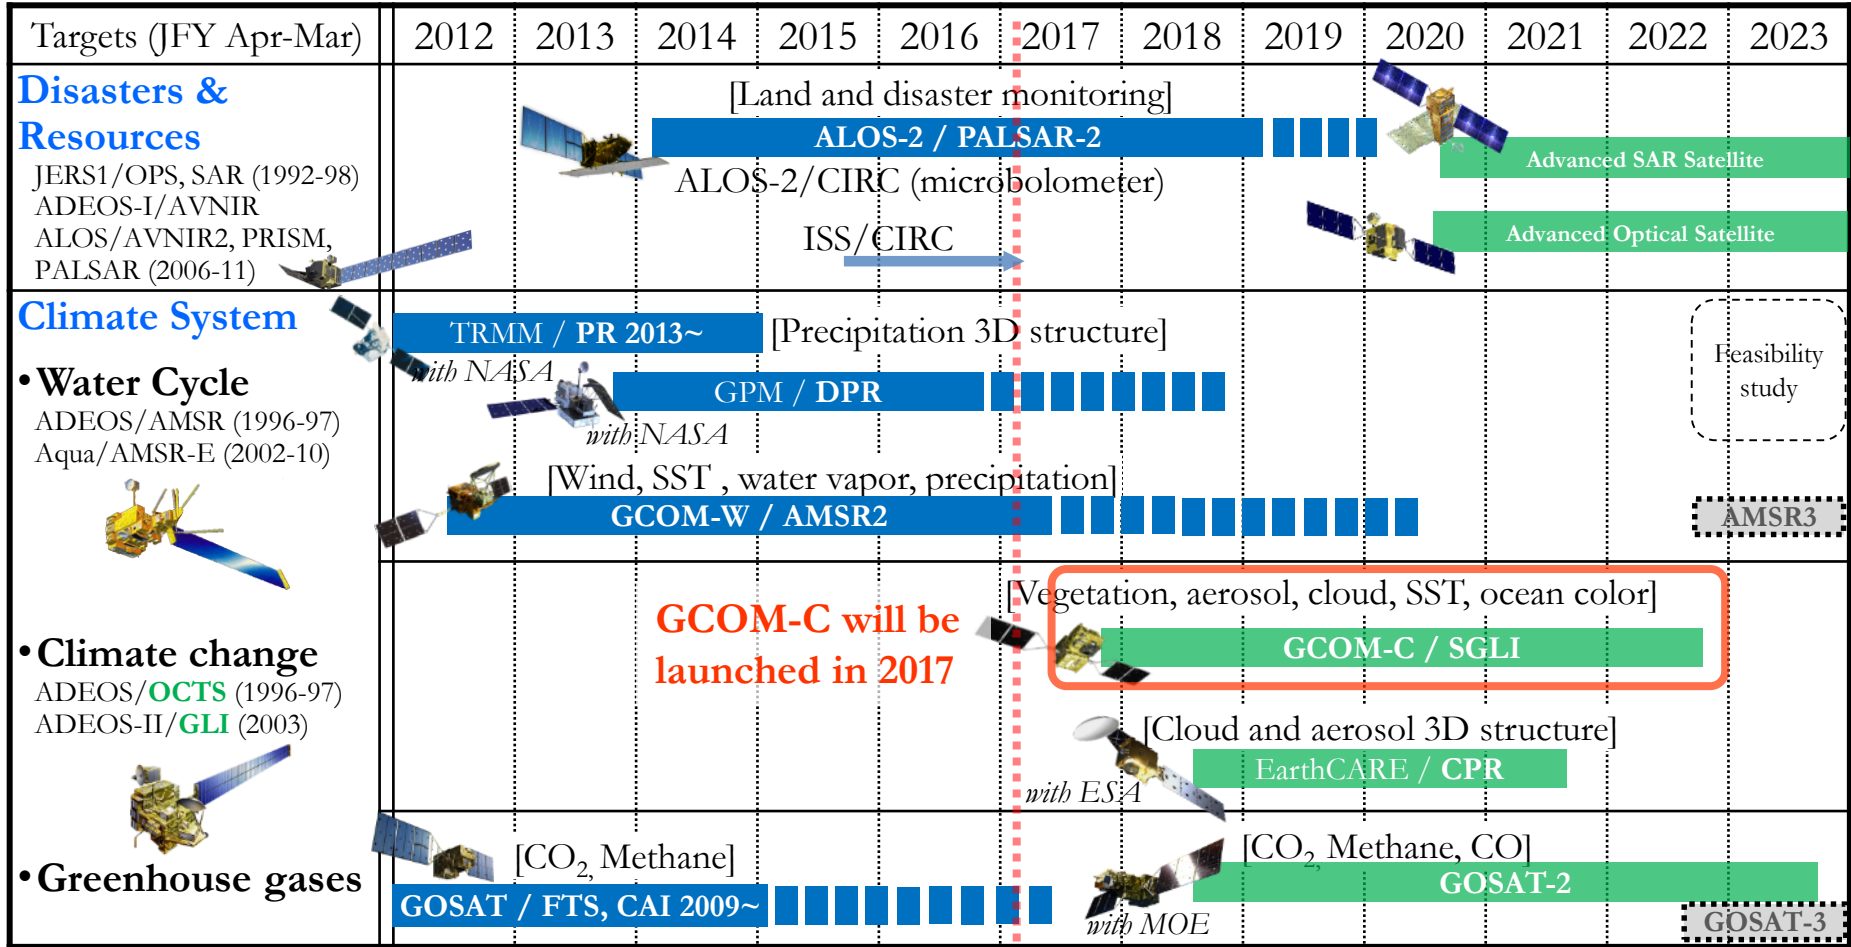 Targets (JFY Apr-Mar)
2012
2013
2014
2015
2016
2017
2018
2019
2020
2021
2022
2023
Disasters &
Resources
JERS1/OPS, SAR (1992-98)
ADEOS-I/AVNIR
ALOS/AVNIR2, PRISM,
PALSAR (2006-11)
[Land and disaster monitoring]
ALOS-2 / PALSAR-2
ALOS-2/CIRC (microbolometer)
ISS/CIRC
Advanced SAR Satellite
Advanced Optical Satellite
Climate System
•Water Cycle
ADEOS/AMSR (1996-97)
Aqua/AMSR-E (2002-10)
TRMM / PR 2013~
[Precipitation 3D structure]
with NASA
GPM / DPR
with NASA
[Wind, SST , water vapor, precipitation]
GCOM-W / AMSR2
Feasibility
study
AMSR3
•Climate change
ADEOS/OCTS (1996-97)
ADEOS-II/GLI (2003)
GCOM-C will be
launched in 2017
[Vegetation, aerosol, cloud, SST, ocean color]
GCOM-C / SGLI
[Cloud and aerosol 3D structure]
EarthCARE / CPR
with ESA
•Greenhouse gases
[CO2, Methane]
GOSAT / FTS, CAI 2009~
[CO2, Methane, CO]
GOSAT-2
with MOE
GOSAT-3